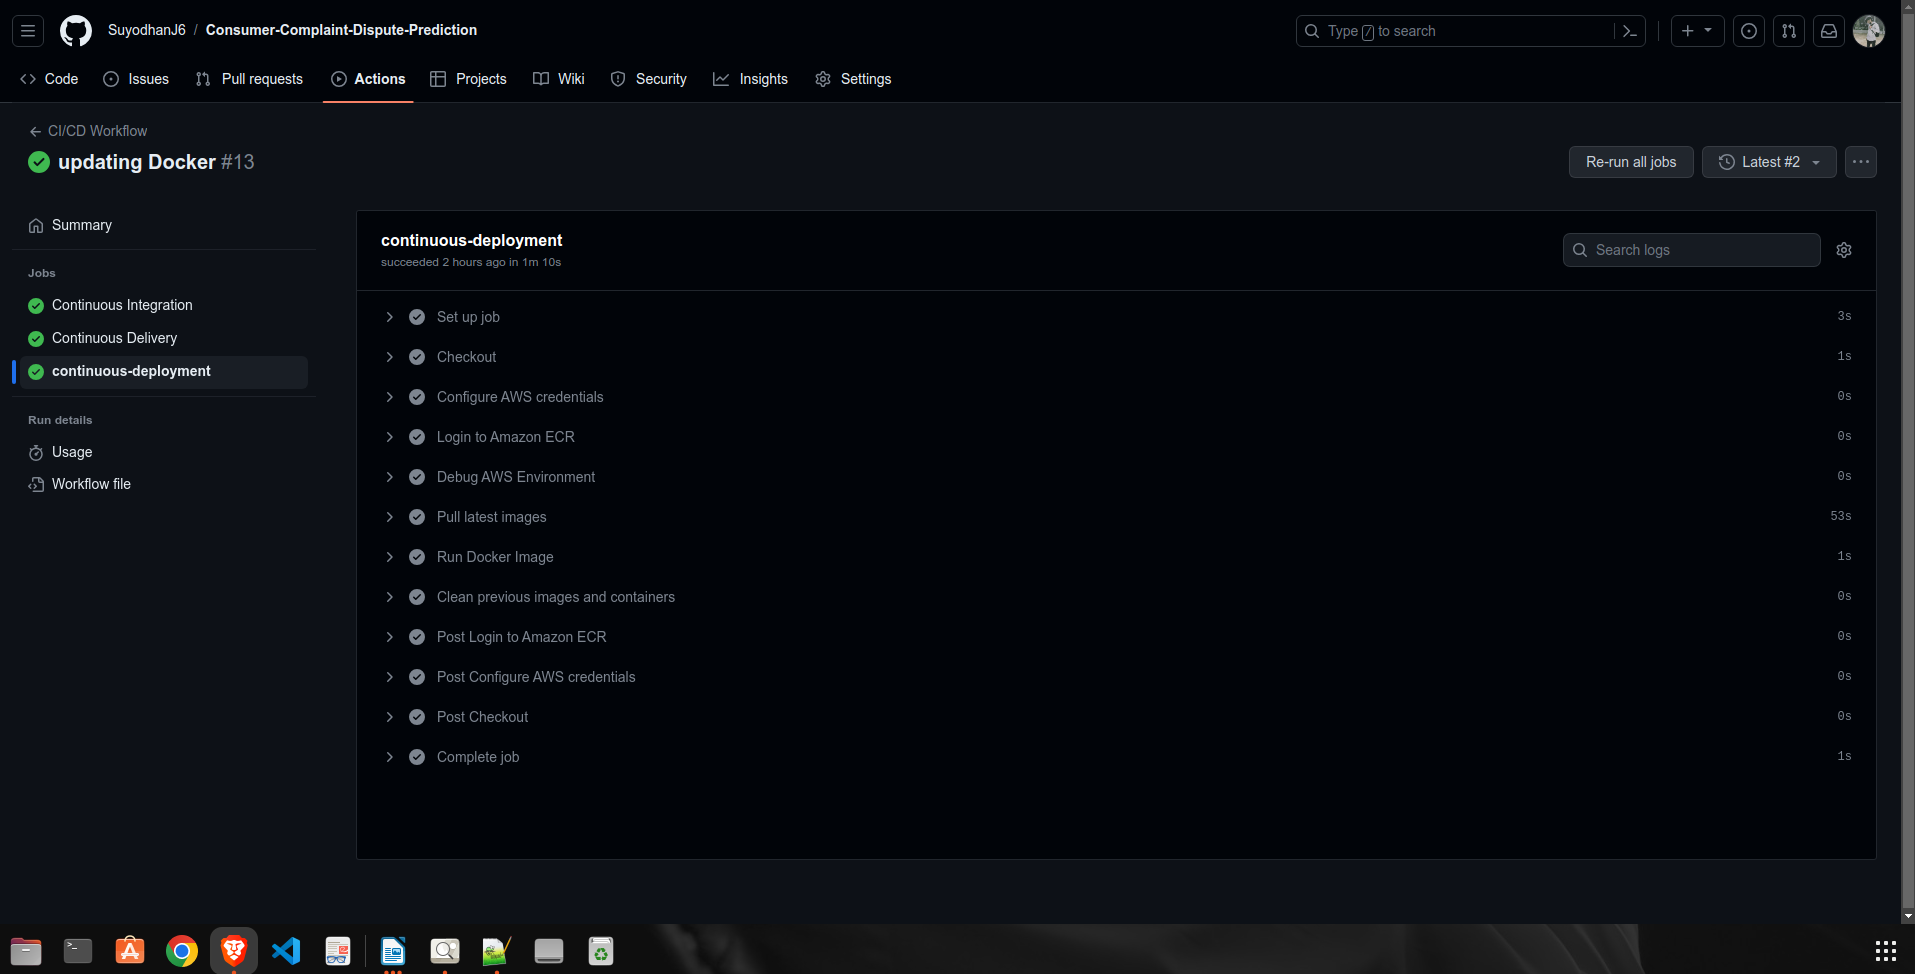 SuyodhanJ6 / Consumer-Complaint-Dispute-Prediction
Type / to search
Code Issues Pull requests Actions Projects Wiki Security Insights Settings
CI/CD Workflow
updating Docker #13
Re-run all jobs
Latest #2
Summary
Jobs
Continuous Integration
Continuous Delivery
continuous-deployment
Run details
Usage
Workflow file
continuous-deployment
succeeded 2 hours ago in 1m 10s
Search logs
Set up job 3s
Checkout 1s
Configure AWS credentials 0s
Login to Amazon ECR 0s
Debug AWS Environment 0s
Pull latest images 53s
Run Docker Image 1s
Clean previous images and containers 0s
Post Login to Amazon ECR 0s
Post Configure AWS credentials 0s
Post Checkout 0s
Complete job 1s